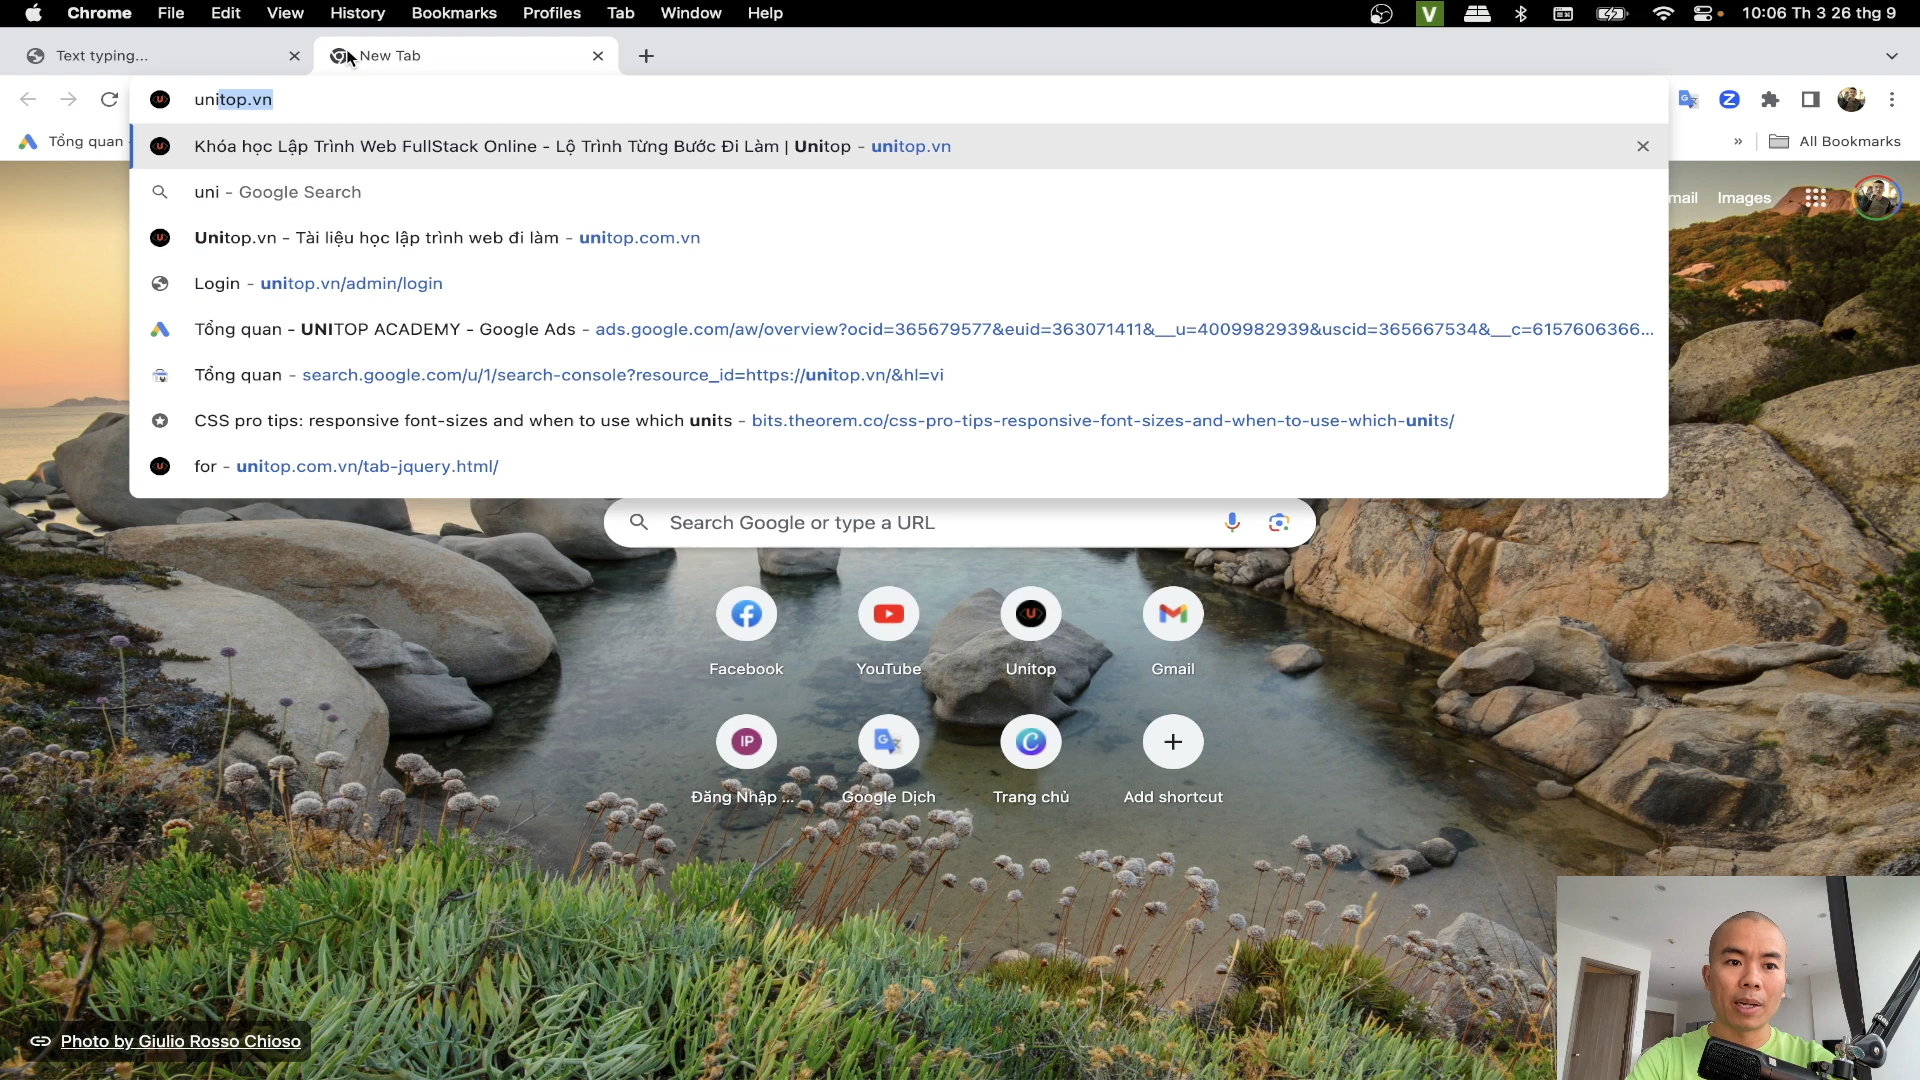 Chrome File Edit View History Bookmarks Profiles Tab Window Help
V
10:06 Th 3 26 thg 9
Text typing...
New Tab
unitop.vn
Tổng quan
» All Bookmarks
Khóa học Lập Trình Web FullStack Online - Lộ Trình Từng Bước Đi Làm | Unitop - unitop.vn
uni - Google Search
mail Images
Unitop.vn - Tài liệu học lập trình web đi làm - unitop.com.vn
Login - unitop.vn/admin/login
Tổng quan - UNITOP ACADEMY - Google Ads - ads.google.com/aw/overview?ocid=365679577&euid=363071411&__u=4009982939&uscid=365667534&__c=6157606366...
Tổng quan - search.google.com/u/1/search-console?resource_id=https://unitop.vn/&hl=vi
CSS pro tips: responsive font-sizes and when to use which units - bits.theorem.co/css-pro-tips-responsive-font-sizes-and-when-to-use-which-units/
for - unitop.com.vn/tab-jquery.html/
Search Google or type a URL
Facebook YouTube Unitop Gmail
IP
Đăng Nhập ... Google Dịch Trang chủ Add shortcut
Photo by Giulio Rosso Chioso